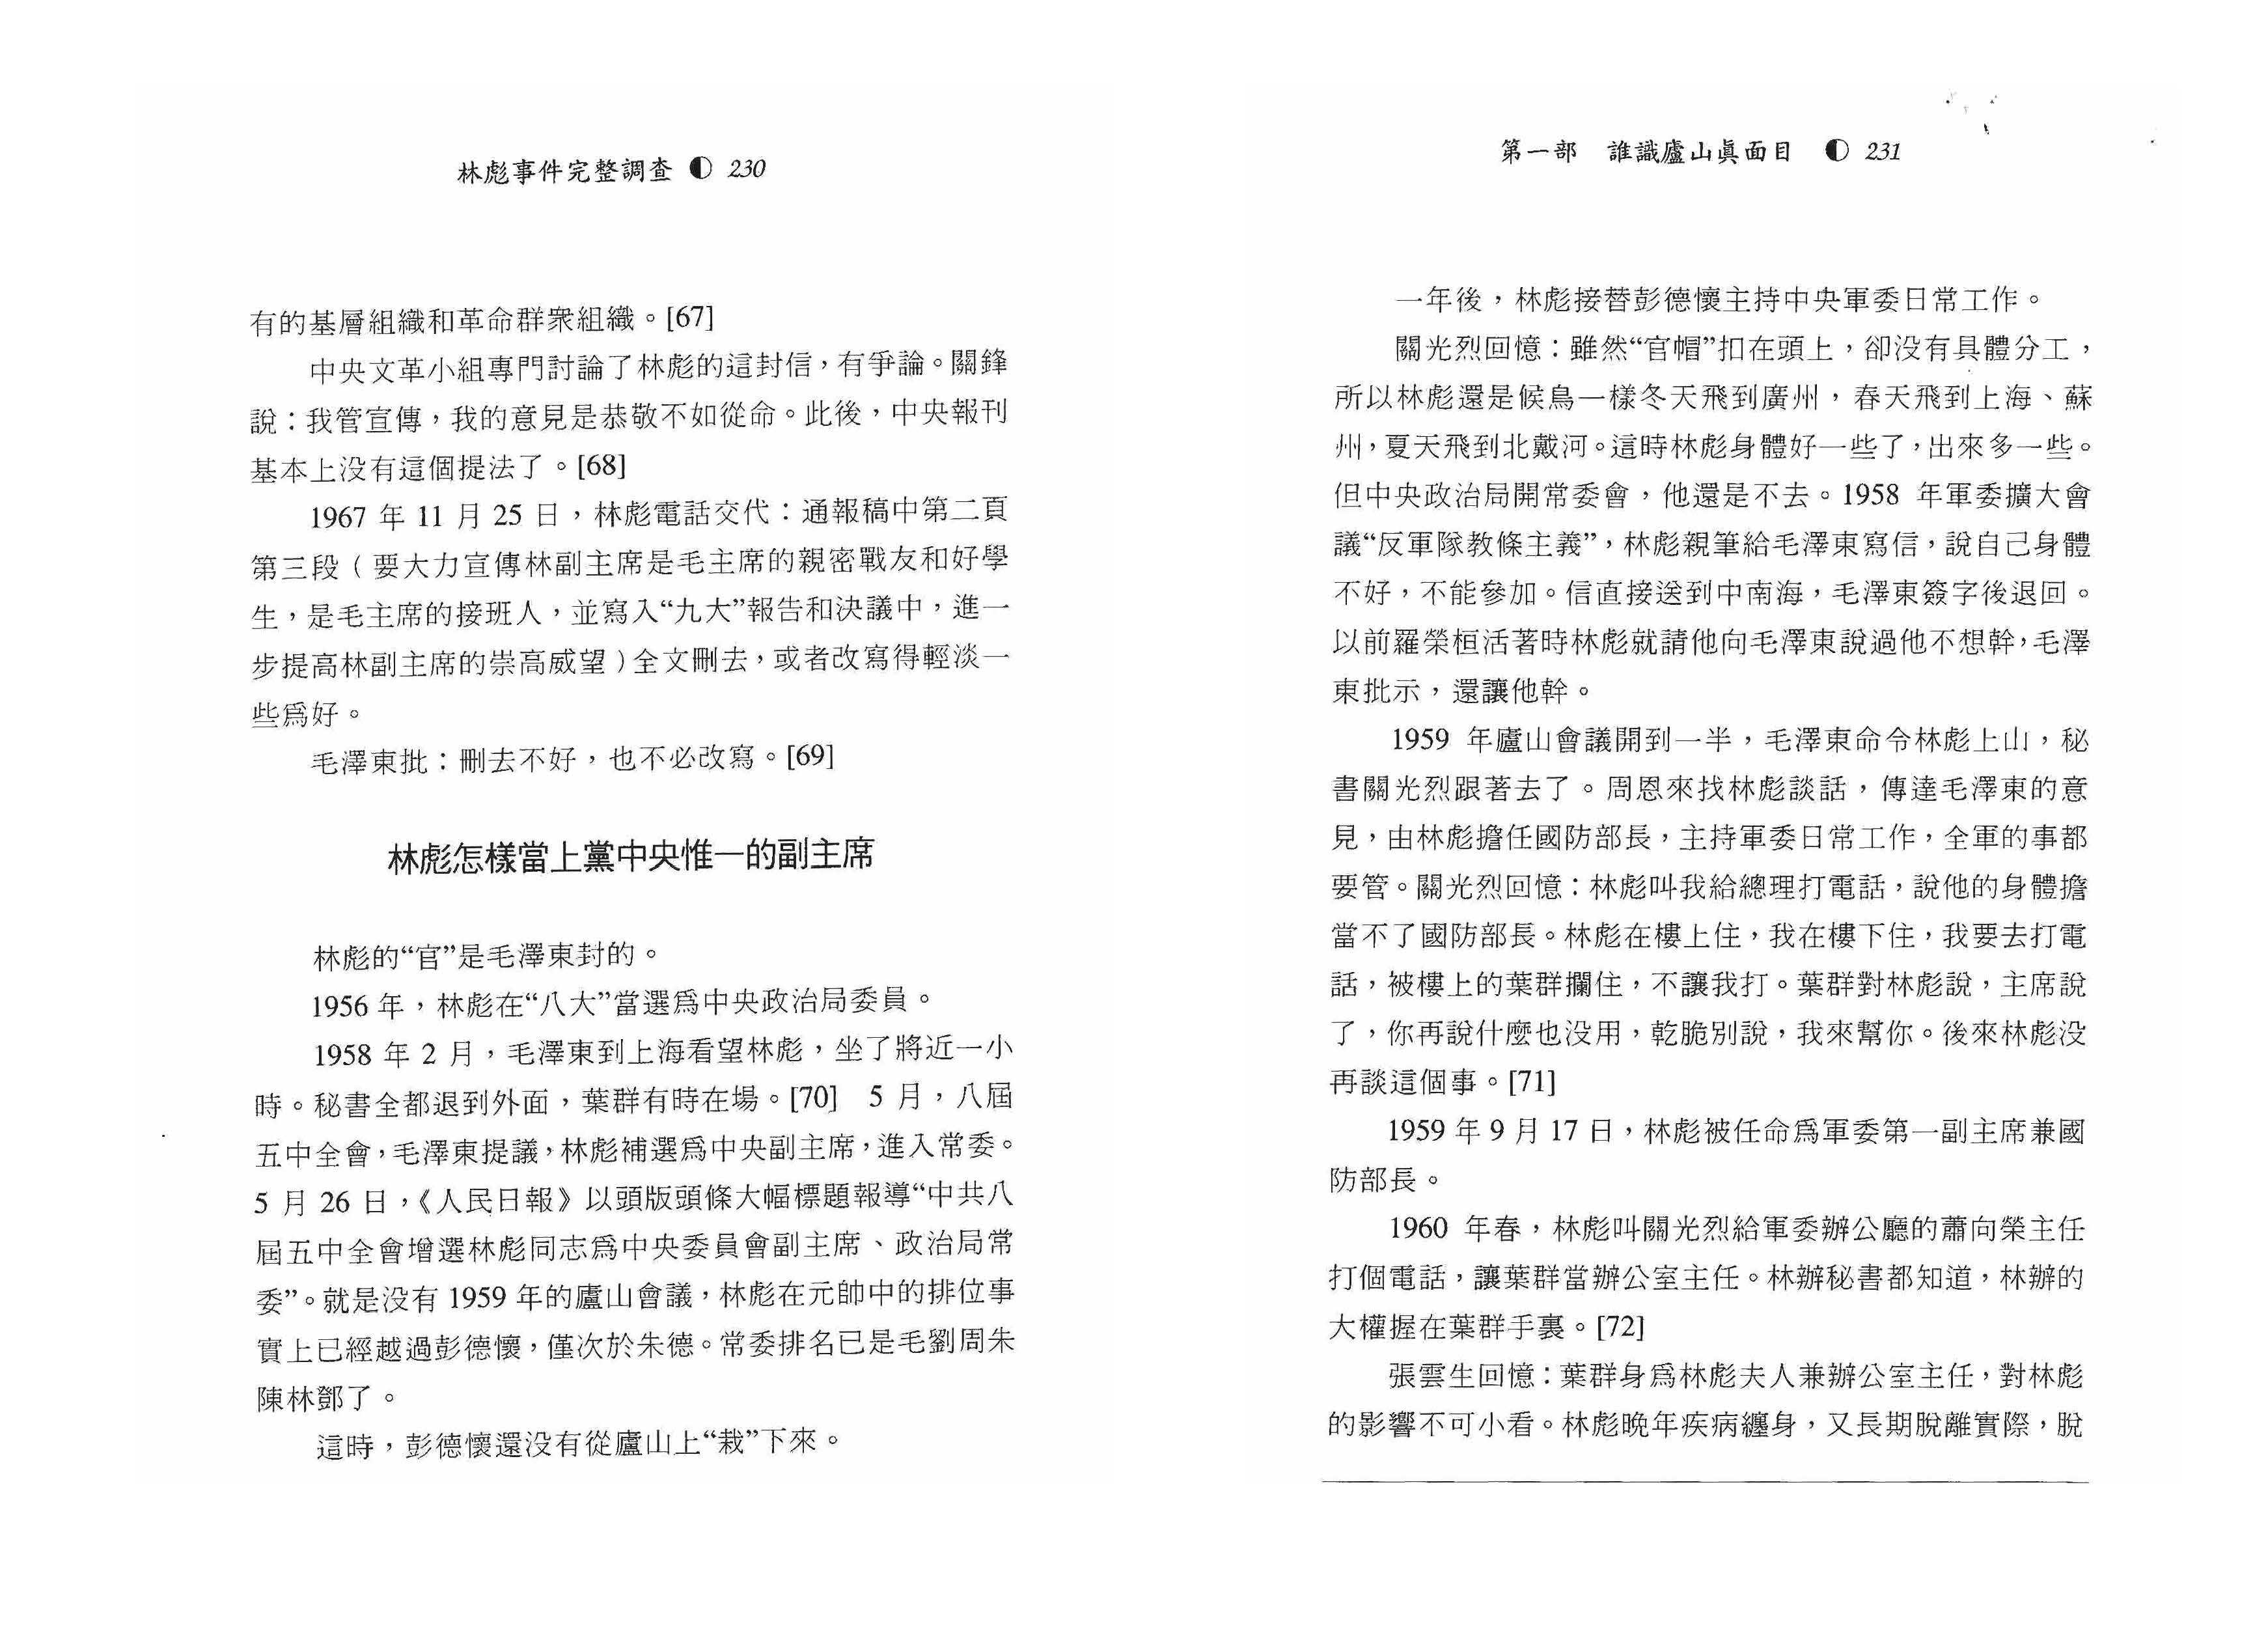 林彪事件完整調查 ◐ 230
有的基層組織和革命群衆組織。[67]
中央文革小組專門討論了林彪的這封信，有爭論。關鋒
說：我管宣傳，我的意見是恭敬不如從命。此後，中央報刊
基本上没有這個提法了。[68]
1967 年 11 月 25 日，林彪電話交代：通報稿中第二頁
第三段（要大力宣傳林副主席是毛主席的親密戰友和好學
生，是毛主席的接班人，並寫入“九大”報告和決議中，進一
步提高林副主席的崇高威望）全文刪去，或者改寫得輕淡一
些爲好。
毛澤東批：刪去不好，也不必改寫。[69]
林彪怎樣當上黨中央惟一的副主席
林彪的“官”是毛澤東封的。
1956 年，林彪在“八大”當選爲中央政治局委員。
1958 年 2 月，毛澤東到上海看望林彪，坐了將近一小
時。秘書全都退到外面，葉群有時在場。[70] 5 月，八屆
五中全會，毛澤東提議，林彪補選爲中央副主席，進入常委。
5 月 26 日，《人民日報》以頭版頭條大幅標題報導“中共八
屆五中全會增選林彪同志爲中央委員會副主席、政治局常
委”。就是没有 1959 年的廬山會議，林彪在元帥中的排位事
實上已經越過彭德懷，僅次於朱德。常委排名已是毛劉周朱
陳林鄧了。
這時，彭德懷還没有從廬山上“栽”下來。
第一部 誰識廬山眞面目 ◐ 231
一年後，林彪接替彭德懷主持中央軍委日常工作。
關光烈回憶：雖然“官帽”扣在頭上，卻没有具體分工，
所以林彪還是候鳥一樣冬天飛到廣州，春天飛到上海、蘇
州，夏天飛到北戴河。這時林彪身體好一些了，出來多一些。
但中央政治局開常委會，他還是不去。1958 年軍委擴大會
議“反軍隊教條主義”，林彪親筆給毛澤東寫信，說自己身體
不好，不能參加。信直接送到中南海，毛澤東簽字後退回。
以前羅榮桓活著時林彪就請他向毛澤東說過他不想幹，毛澤
東批示，還讓他幹。
1959 年廬山會議開到一半，毛澤東命令林彪上山，秘
書關光烈跟著去了。周恩來找林彪談話，傳達毛澤東的意
見，由林彪擔任國防部長，主持軍委日常工作，全軍的事都
要管。關光烈回憶：林彪叫我給總理打電話，說他的身體擔
當不了國防部長。林彪在樓上住，我在樓下住，我要去打電
話，被樓上的葉群攔住，不讓我打。葉群對林彪說，主席說
了，你再說什麼也没用，乾脆別說，我來幫你。後來林彪没
再談這個事。[71]
1959 年 9 月 17 日，林彪被任命爲軍委第一副主席兼國
防部長。
1960 年春，林彪叫關光烈給軍委辦公廳的蕭向榮主任
打個電話，讓葉群當辦公室主任。林辦秘書都知道，林辦的
大權握在葉群手裏。[72]
張雲生回憶：葉群身爲林彪夫人兼辦公室主任，對林彪
的影響不可小看。林彪晚年疾病纏身，又長期脫離實際，脫